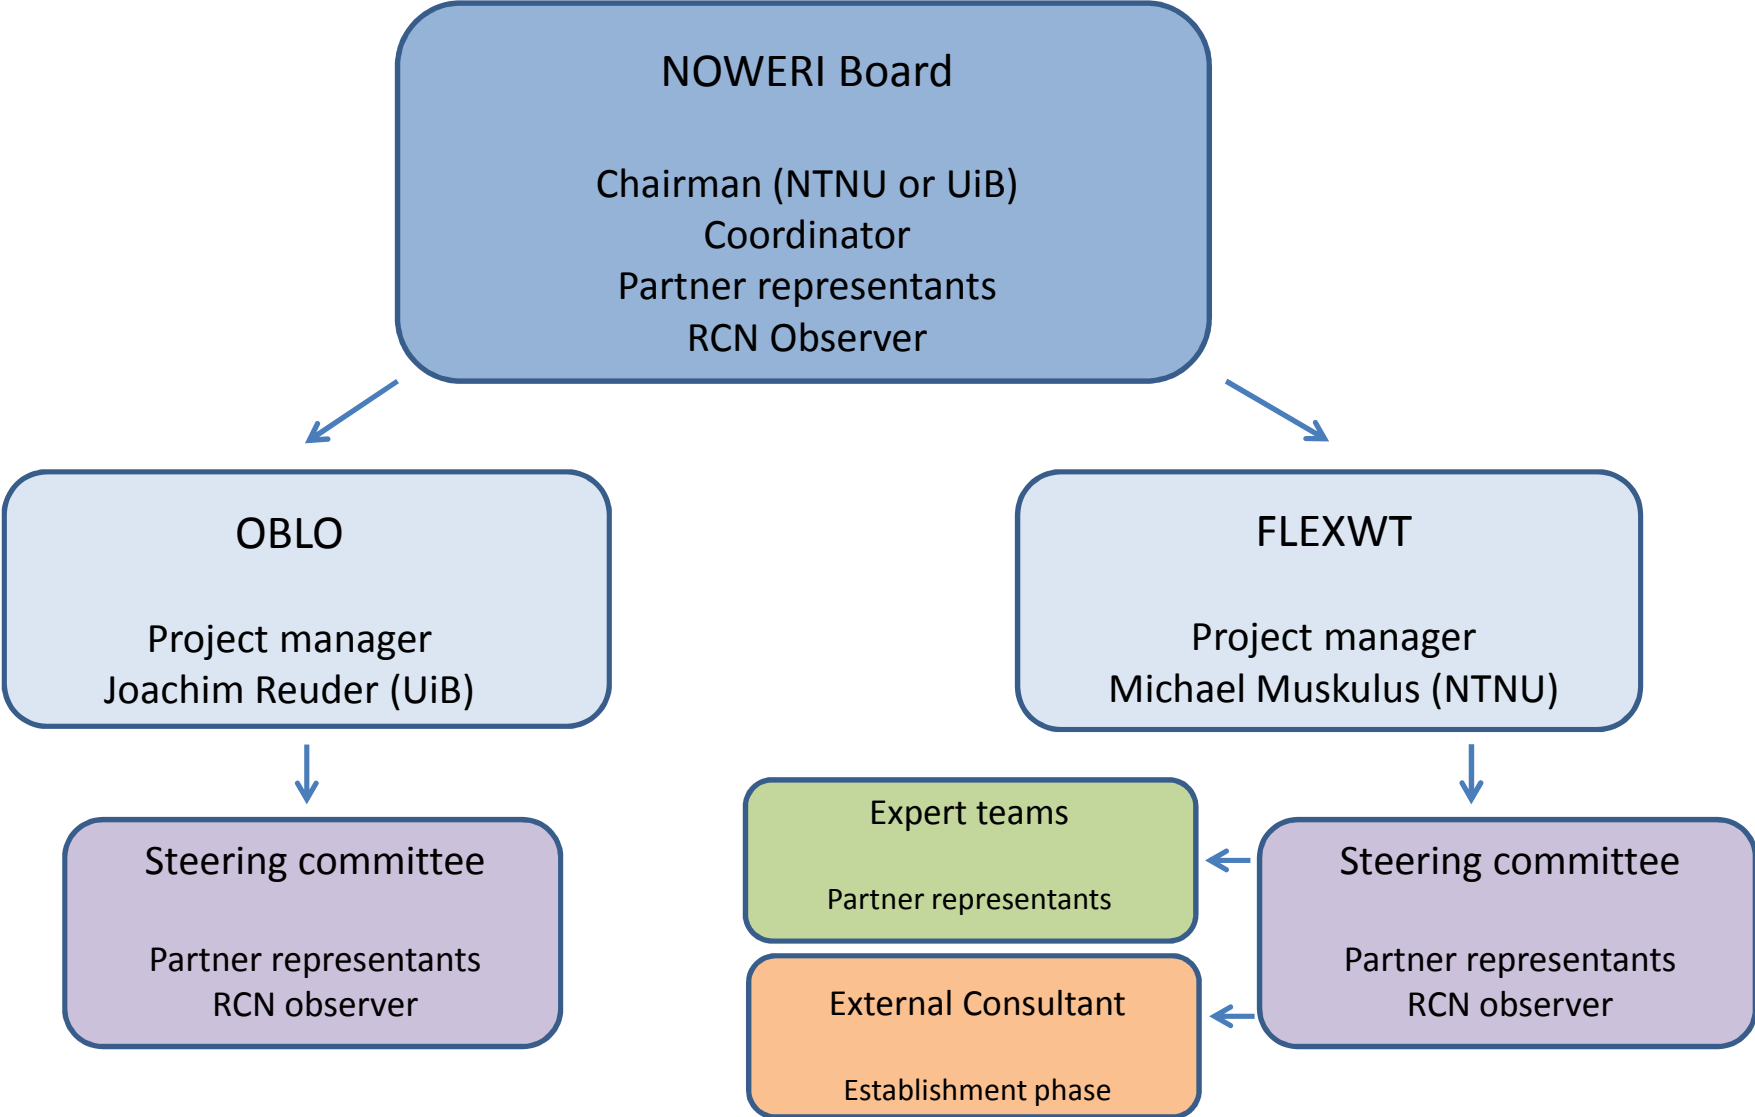 NOWERI Board
Chairman (NTNU or UiB)
Coordinator
Partner representants
RCN Observer
OBLO
Project manager
Joachim Reuder (UiB)
FLEXWT
Project manager
Michael Muskulus (NTNU)
Steering committee
Partner representants
RCN observer
Expert teams
Partner representants
External Consultant
Establishment phase
Steering committee
Partner representants
RCN observer